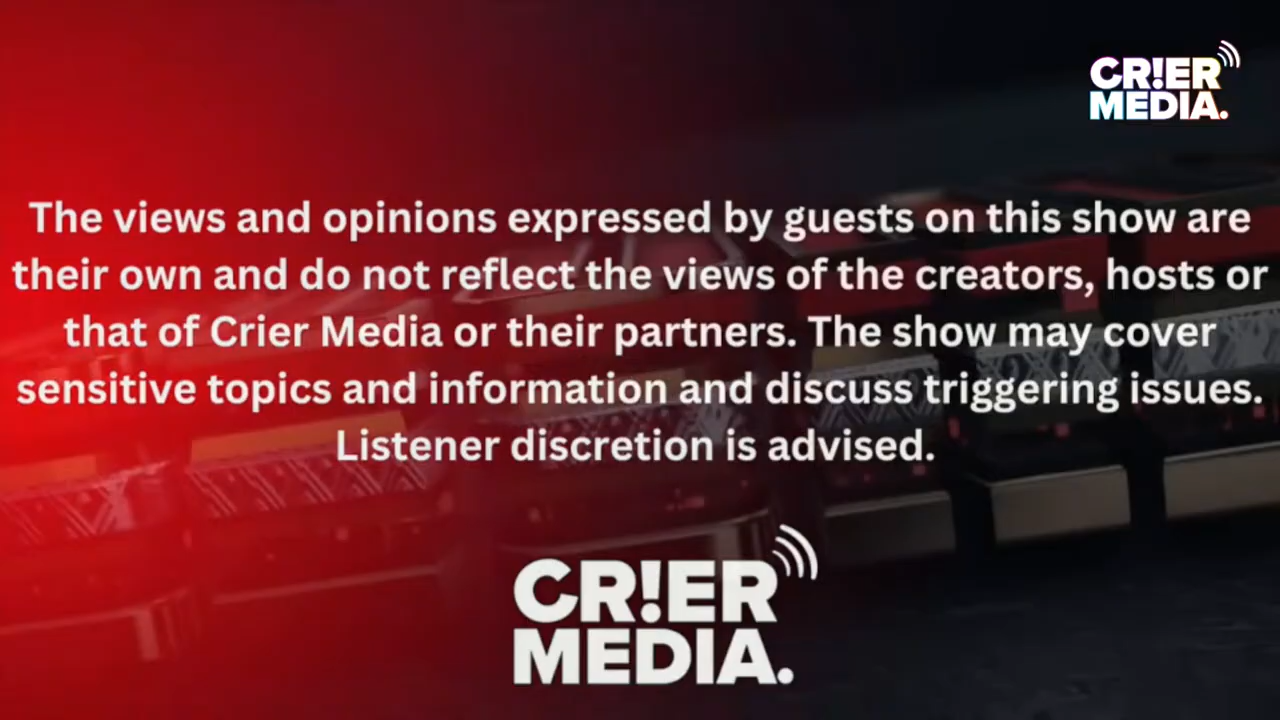 CR!ER
MEDIA.
The views and opinions expressed by guests on this show are
their own and do not reflect the views of the creators, hosts or
that of Crier Media or their partners. The show may cover
sensitive topics and information and discuss triggering issues.
Listener discretion is advised.
CR!ER
MEDIA.